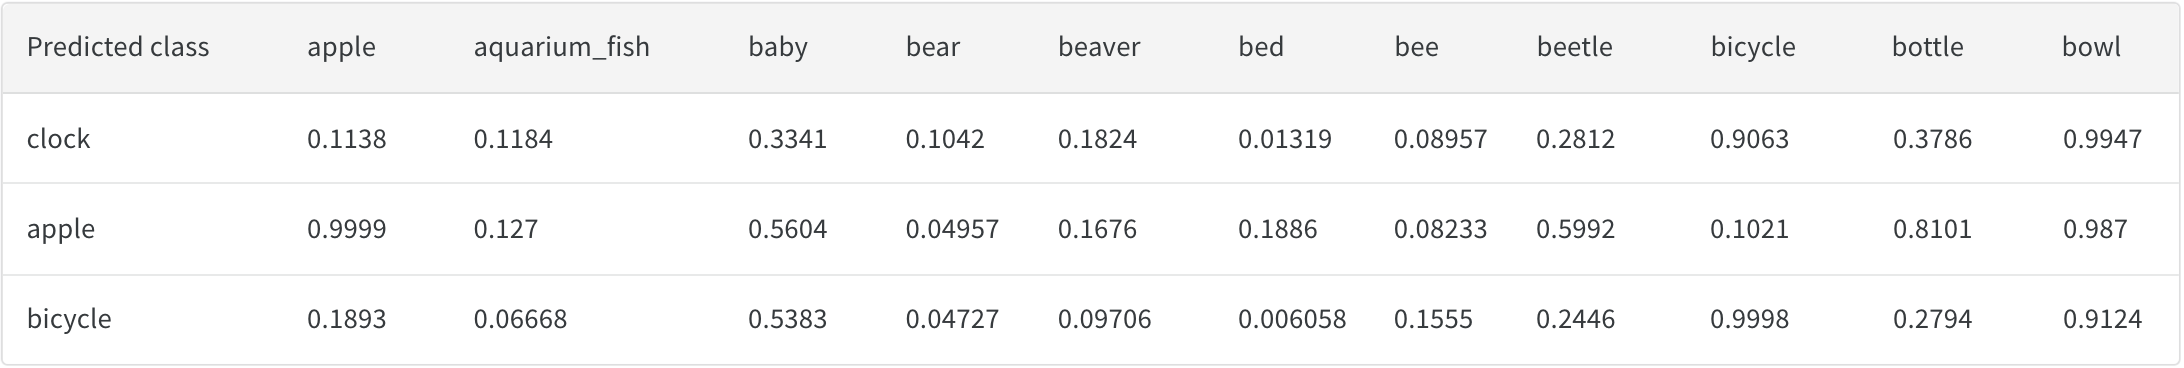 Predicted class apple aquarium_fish baby bear beaver bed bee beetle bicycle bottle bowl
clock 0.1138 0.1184 0.3341 0.1042 0.1824 0.01319 0.08957 0.2812 0.9063 0.3786 0.9947
apple 0.9999 0.127 0.5604 0.04957 0.1676 0.1886 0.08233 0.5992 0.1021 0.8101 0.987
bicycle 0.1893 0.06668 0.5383 0.04727 0.09706 0.006058 0.1555 0.2446 0.9998 0.2794 0.9124